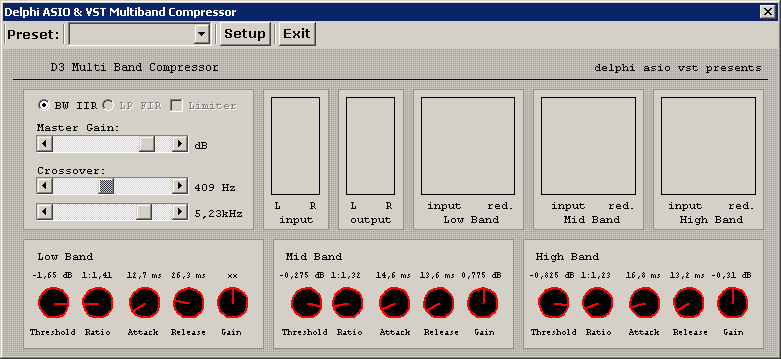 Delphi ASIO & VST Multiband Compressor
Preset: Setup Exit
D3 Multi Band Compressor delphi asio vst presents
BW IIR LP FIR Limiter
Master Gain:
dB
Crossover:
409 Hz
5,23kHz
L R
input
L R
output
input red.
Low Band
input red.
Mid Band
input red.
High Band
Low Band
-1,65 dB 1:1,41 12,7 ms 26,3 ms xx
Threshold Ratio Attack Release Gain
Mid Band
-0,275 dB 1:1,32 14,6 ms 13,6 ms 0,775 dB
Threshold Ratio Attack Release Gain
High Band
-0,825 dB 1:1,23 16,8 ms 13,2 ms -0,31 dB
Threshold Ratio Attack Release Gain